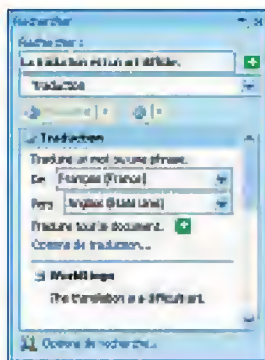 Rechercher
Rechercher :
La traduction est un art difficile.
Traduction
Traduction
Traduire un mot ou une phrase.
De Français (France)
Vers Anglais (États-Unis)
Traduire tout le document.
Options de traduction...
WorldLingo
The translation is a difficult art.
Options de recherche...